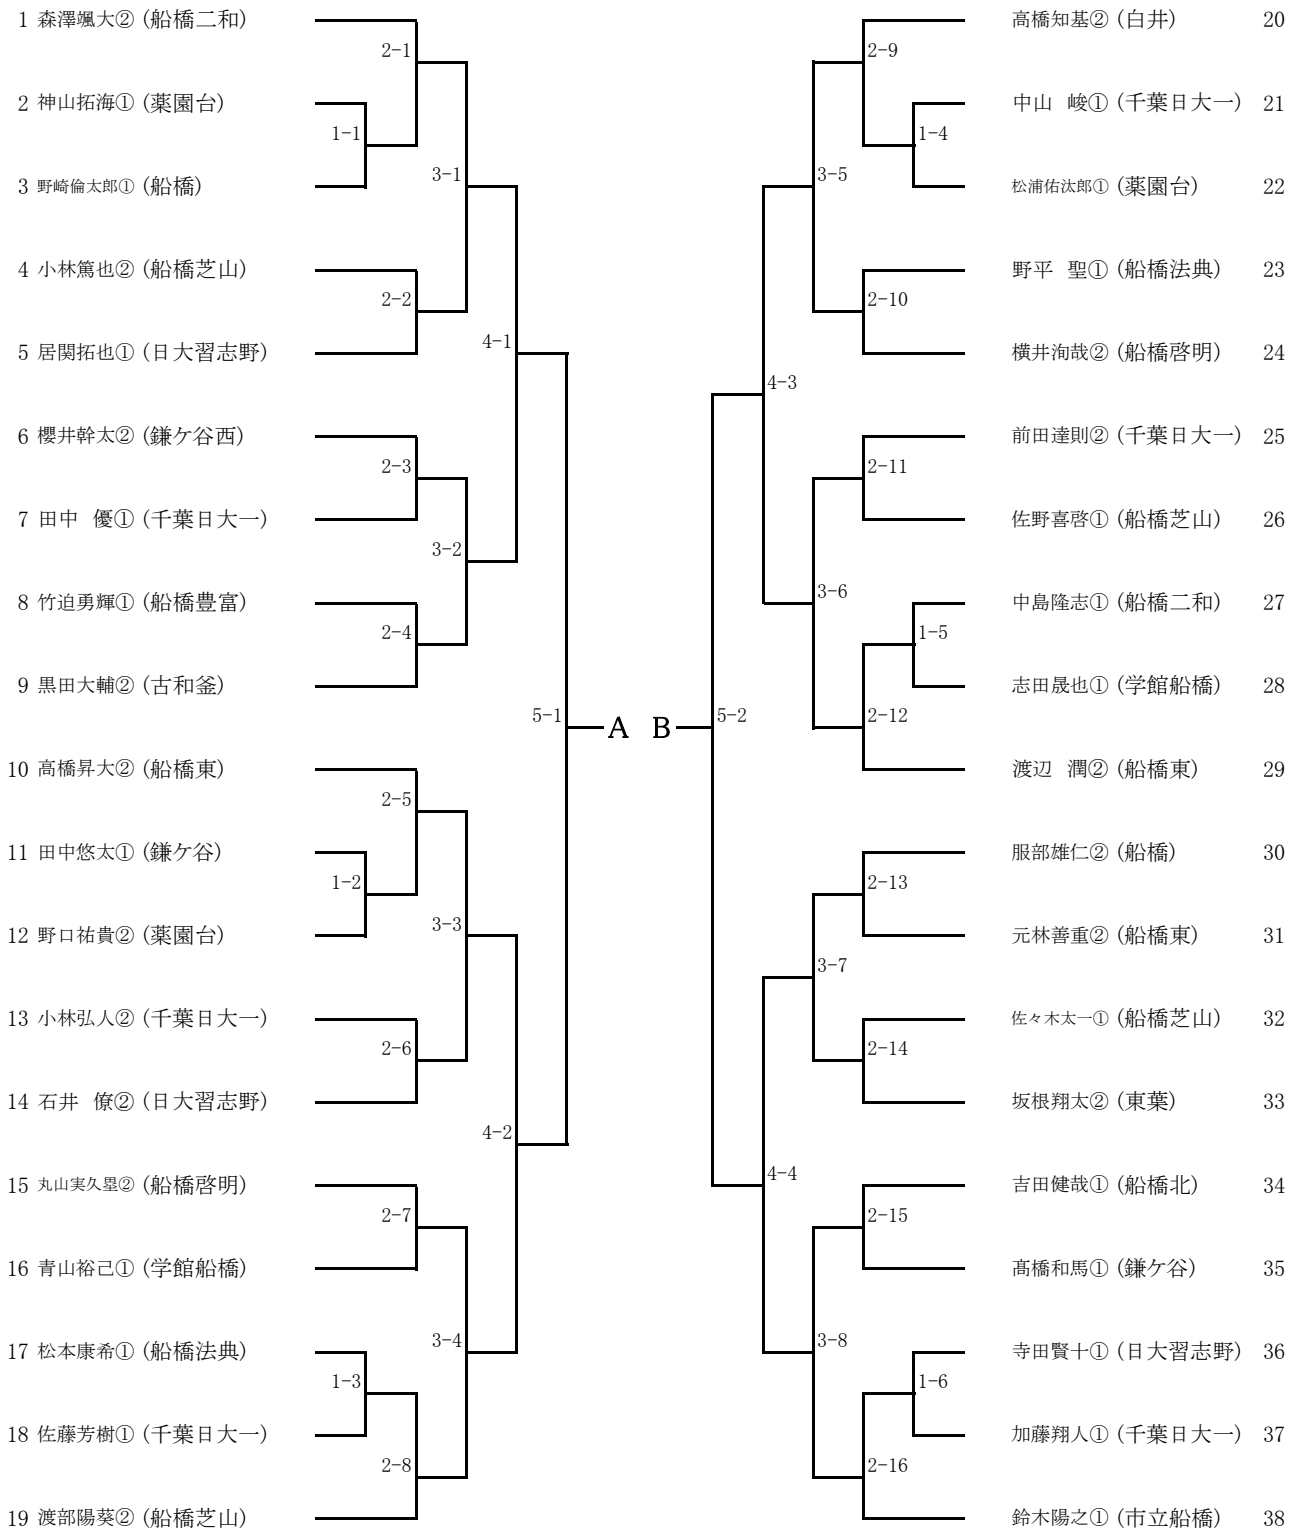 1 森澤颯大② (船橋二和)
2-1
2 神山拓海① (薬園台)
1-1
3 野崎倫太郎① (船橋)
3-1
4 小林篤也② (船橋芝山)
2-2
5 居関拓也① (日大習志野)
4-1
6 櫻井幹太② (鎌ケ谷西)
2-3
7 田中　優① (千葉日大一)
3-2
8 竹迫勇輝① (船橋豊富)
2-4
9 黒田大輔② (古和釜)
5-1
A
10 高橋昇大② (船橋東)
2-5
11 田中悠太① (鎌ケ谷)
1-2
12 野口祐貴② (薬園台)
3-3
13 小林弘人② (千葉日大一)
2-6
14 石井　僚② (日大習志野)
4-2
15 丸山実久塁② (船橋啓明)
2-7
16 青山裕己① (学館船橋)
3-4
17 松本康希① (船橋法典)
1-3
18 佐藤芳樹① (千葉日大一)
2-8
19 渡部陽葵② (船橋芝山)
高橋知基② (白井) 20
2-9
中山　峻① (千葉日大一) 21
1-4
松浦佑汰郎① (薬園台) 22
3-5
野平　聖① (船橋法典) 23
2-10
横井洵哉② (船橋啓明) 24
4-3
前田達則② (千葉日大一) 25
2-11
佐野喜啓① (船橋芝山) 26
3-6
中島隆志① (船橋二和) 27
1-5
志田晟也① (学館船橋) 28
2-12
B
5-2
渡辺　潤② (船橋東) 29
服部雄仁② (船橋) 30
2-13
元林善重② (船橋東) 31
3-7
佐々木太一① (船橋芝山) 32
2-14
坂根翔太② (東葉) 33
4-4
吉田健哉① (船橋北) 34
2-15
髙橋和馬① (鎌ケ谷) 35
3-8
寺田賢十① (日大習志野) 36
1-6
加藤翔人① (千葉日大一) 37
2-16
鈴木陽之① (市立船橋) 38